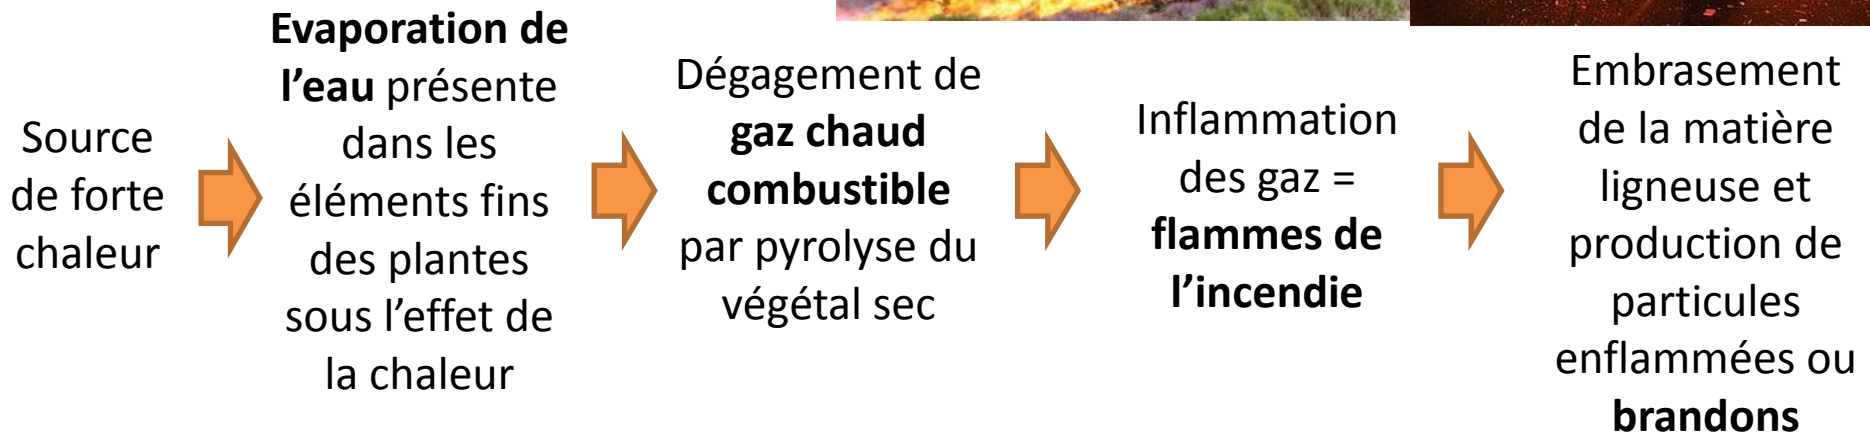 Source
de forte
chaleur
Evaporation de
l’eau présente
dans les
éléments fins
des plantes
sous l’effet de
la chaleur
Dégagement de
gaz chaud
combustible
par pyrolyse du
végétal sec
Inflammation
des gaz =
flammes de
l’incendie
Embrasement
de la matière
ligneuse et
production de
particules
enflammées ou
brandons